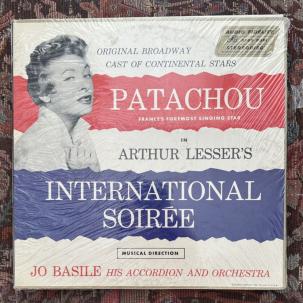 ORIGINAL BROADWAY
CAST OF CONTINENTAL STARS
AUDIO FIDELITY
STEREODISC
PATACHOU
FRANCE'S FOREMOST SINGING STAR
IN
ARTHUR LESSER'S
INTERNATIONAL
SOIRÉE
MUSICAL DIRECTION
JO BASILE HIS ACCORDION AND ORCHESTRA